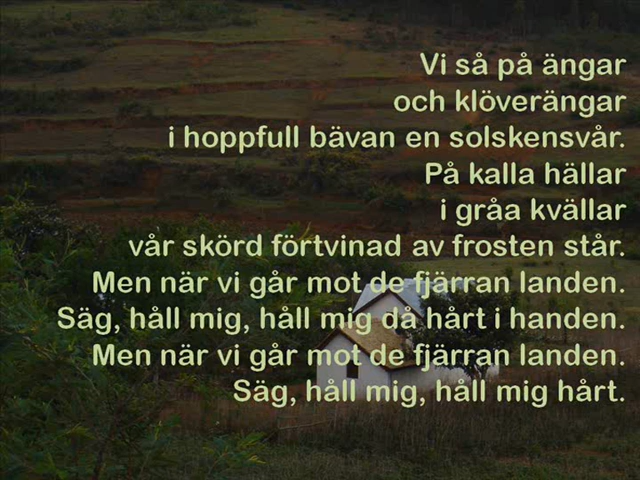 Vi så på ängar
och klöverängar
i hoppfull bävan en solskensvår.
På kalla hällar
i gråa kvällar
vår skörd förtvinad av frosten står.
Men när vi går mot de fjärran landen.
Säg, håll mig, håll mig då hårt i handen.
Men när vi går mot de fjärran landen.
Säg, håll mig, håll mig hårt.